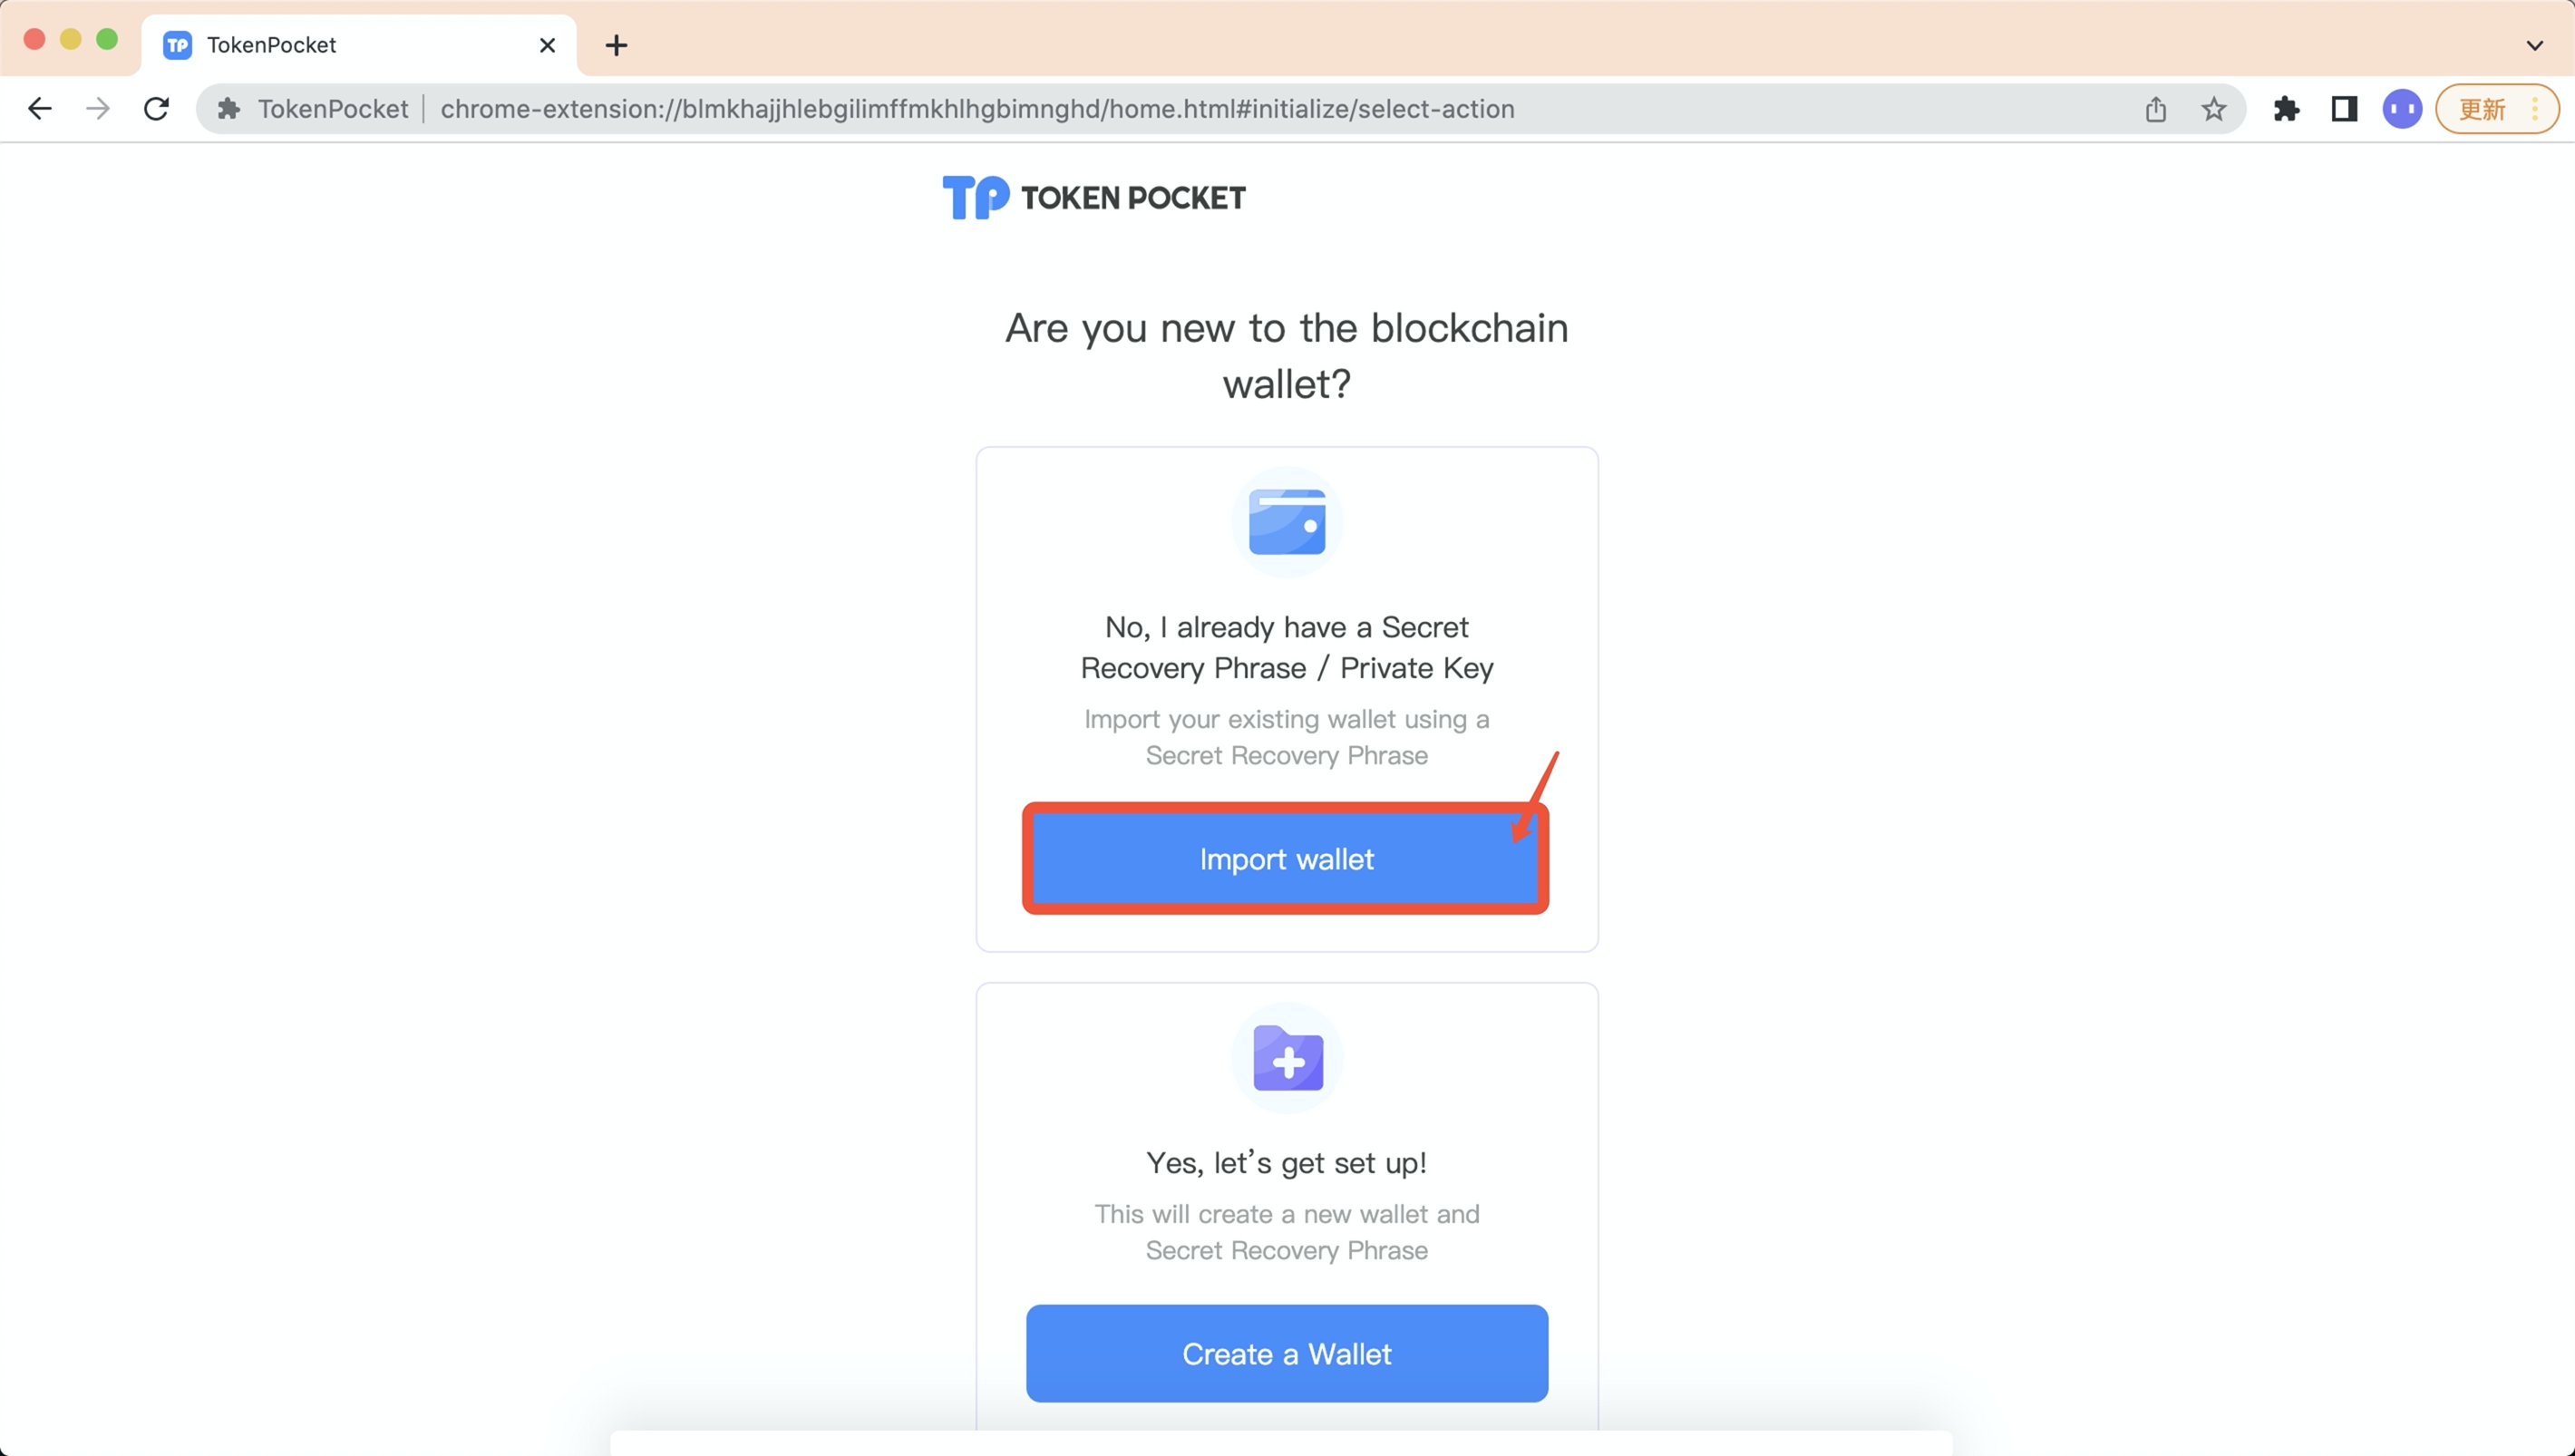 TP TokenPocket
TokenPocket | chrome-extension://blmkhajjhlebgilimffmkhlhgbimnghd/home.html#initialize/select-action 更新
TP TOKEN POCKET
Are you new to the blockchain
wallet?
No, I already have a Secret
Recovery Phrase / Private Key
Import your existing wallet using a
Secret Recovery Phrase
Import wallet
Yes, let’s get set up!
This will create a new wallet and
Secret Recovery Phrase
Create a Wallet